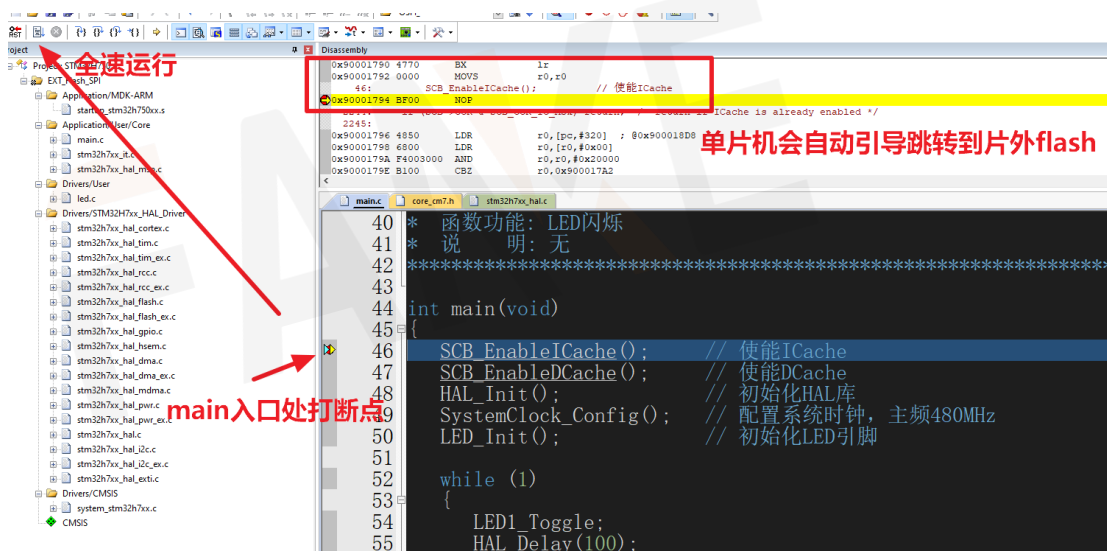 Project
Disassembly
全速运行
Project: STM32H750
EXT_Flash_SPI
Application/MDK-ARM
startup_stm32h750xx.s
Application/User/Core
main.c
stm32h7xx_it.c
stm32h7xx_hal_msp.c
Drivers/User
led.c
Drivers/STM32H7xx_HAL_Driver
stm32h7xx_hal_cortex.c
stm32h7xx_hal_tim.c
stm32h7xx_hal_tim_ex.c
stm32h7xx_hal_rcc.c
stm32h7xx_hal_rcc_ex.c
stm32h7xx_hal_flash.c
stm32h7xx_hal_flash_ex.c
stm32h7xx_hal_gpio.c
stm32h7xx_hal_hsem.c
stm32h7xx_hal_dma.c
stm32h7xx_hal_dma_ex.c
stm32h7xx_hal_mdma.c
stm32h7xx_hal_pwr.c
stm32h7xx_hal_pwr_ex.c
stm32h7xx_hal.c
stm32h7xx_hal_i2c.c
stm32h7xx_hal_i2c_ex.c
stm32h7xx_hal_exti.c
Drivers/CMSIS
system_stm32h7xx.c
CMSIS
main入口处打断点
0x90001790 4770 BX lr
0x90001792 0000 MOVS r0,r0
46: SCB_EnableICache(); // 使能ICache
0x90001794 BF00 NOP
if ICache is already enabled */
2245:
0x90001796 4850 LDR r0,[pc,#320] ; @0x900018D8
0x90001798 6800 LDR r0,[r0,#0x00]
0x9000179A F4003000 AND r0,r0,#0x20000
0x9000179E B100 CBZ r0,0x900017A2
单片机会自动引导跳转到片外flash
main.c core_cm7.h stm32h7xx_hal.c
40 * 函数功能: LED闪烁
41 * 说 明: 无
42 ******************************************************************
43
44 int main(void)
45 {
46 SCB_EnableICache(); // 使能ICache
47 SCB_EnableDCache(); // 使能DCache
48 HAL_Init(); // 初始化HAL库
49 SystemClock_Config(); // 配置系统时钟，主频480MHz
50 LED_Init(); // 初始化LED引脚
51
52 while (1)
53 {
54 LED1_Toggle;
55 HAL_Delay(100);